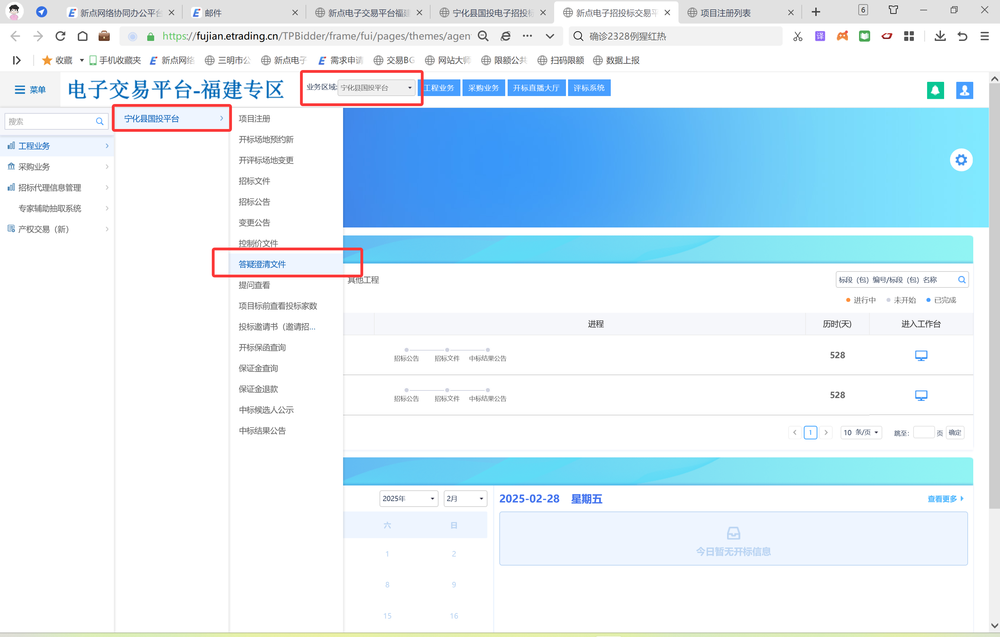 新点网络协同办公平台
邮件
新点电子交易平台福建
宁化县国投电子招投标
新点电子招投标交易平
项目注册列表
6
https://fujian.etrading.cn/TPBidder/frame/fui/pages/themes/agen
确诊2328例猩红热
译
收藏
手机收藏夹
新点网络
三明市公
新点电子
需求申请
交易BG
网站大师
限额公共
扫码限额
数据上报
菜单
电子交易平台-福建专区
业务区域:
宁化县国投平台
工程业务
采购业务
开标直播大厅
评标系统
搜索
工程业务
采购业务
招标代理信息管理
专家辅助抽取系统
产权交易（新）
宁化县国投平台
项目注册
开标场地预约新
开评标场地变更
招标文件
招标公告
变更公告
控制价文件
答疑澄清文件
提问查看
项目标前查看投标家数
投标邀请书（邀请招...
开标保函查询
保证金查询
保证金退款
中标候选人公示
中标结果公告
其他工程
标段（包）编号/标段（包）名称
进行中
未开始
已完成
进程
历时(天)
进入工作台
招标公告
招标文件
中标结果公告
528
招标公告
招标文件
中标结果公告
528
1
10 条/页
跳至:
页
确定
2025年
2月
2025-02-28 星期五
查看更多
六
日
今日暂无开标信息
1
2
8
9
15
16